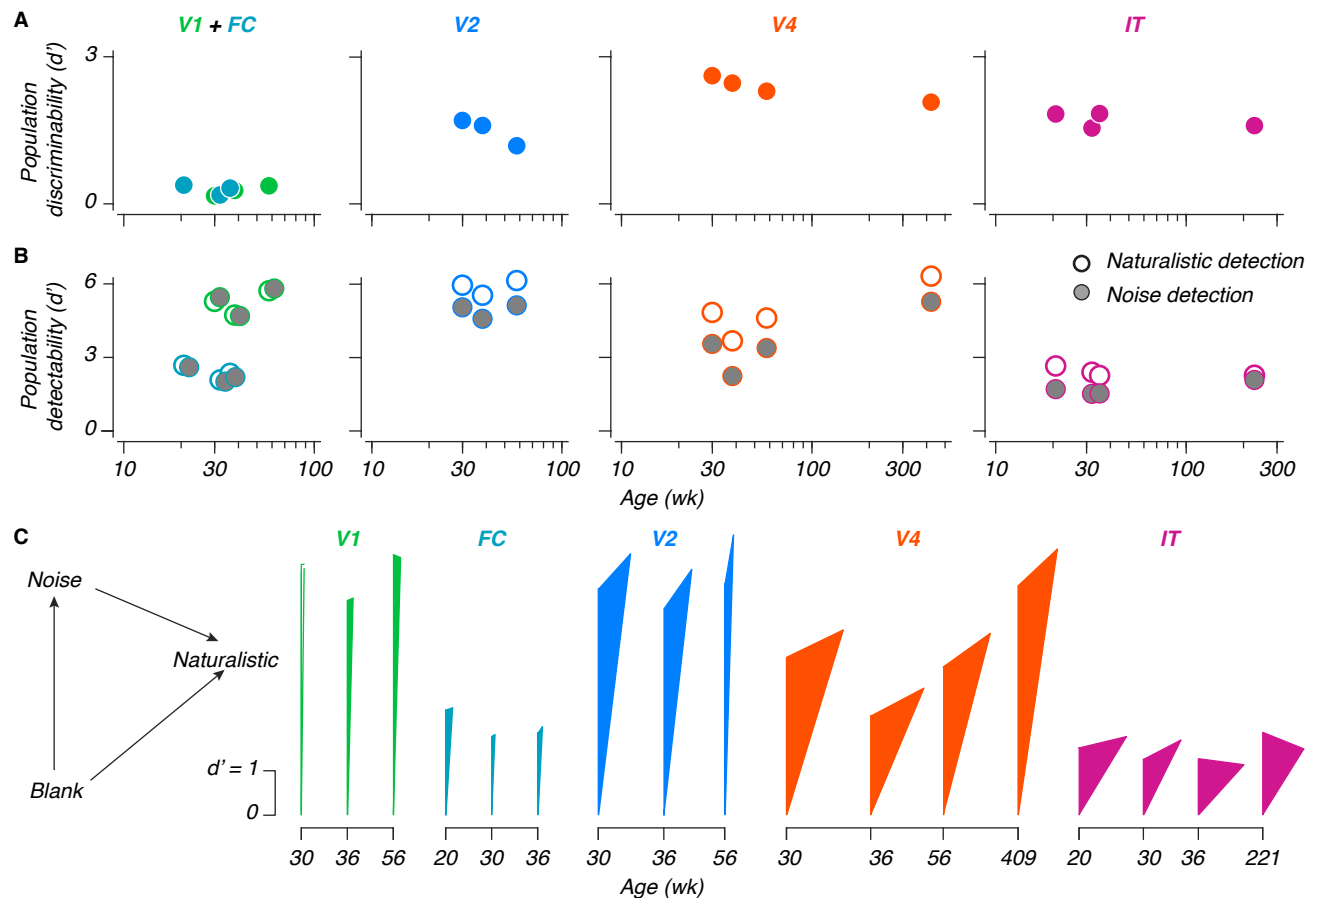 A
V1 + FC
V2
V4
IT
Population
discriminability (d’)
3
0
B
Population
detectability (d’)
6
3
0
Naturalistic detection
Noise detection
10 30 100
10 30 100
10 30 100 300
10 30 100 300
Age (wk)
C
V1
FC
V2
V4
IT
Noise
Naturalistic
Blank
d’ = 1
0
30 36 56
20 30 36
30 36 56
30 36 56 409
20 30 36 221
Age (wk)